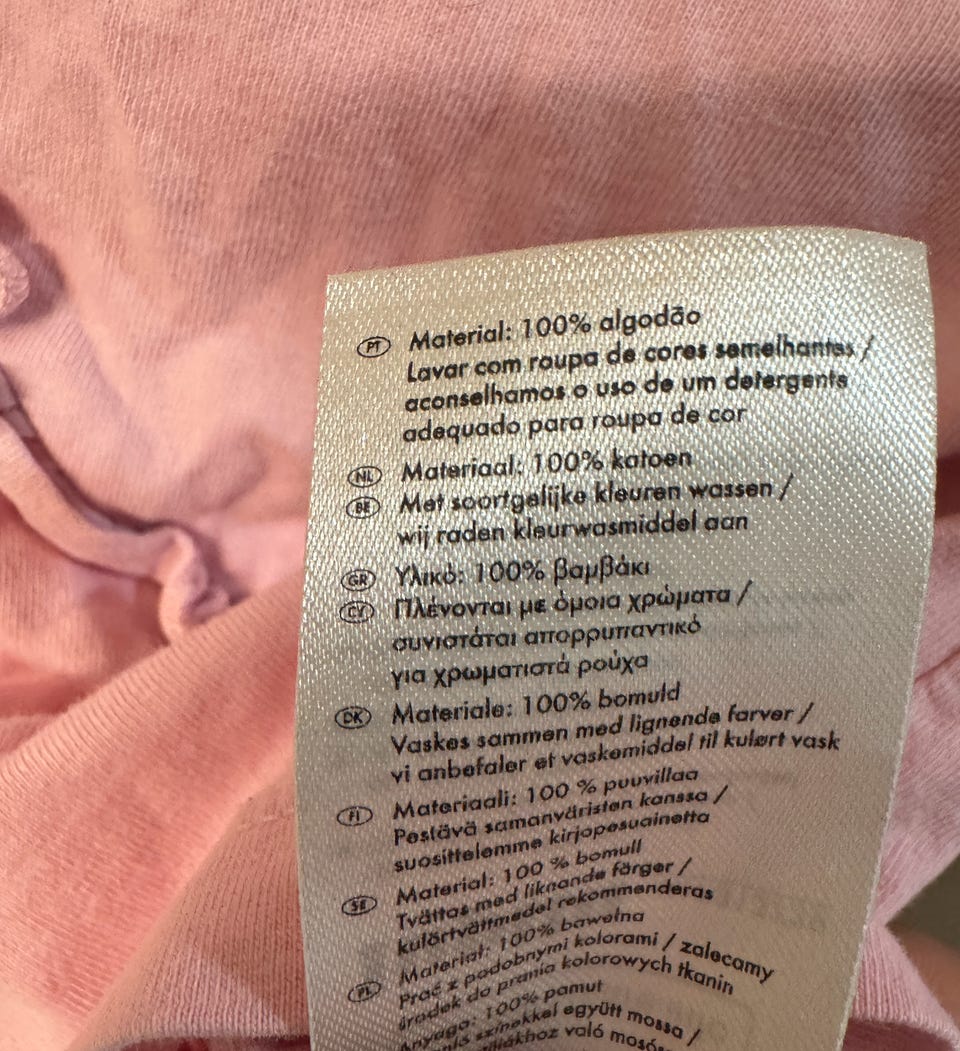 PT Material: 100% algodão
Lavar com roupa de cores semelhantes /
aconselhamos o uso de um detergente
adequado para roupa de cor
NL Materiaal: 100% katoen
BE Met soortgelijke kleuren wassen /
wij raden kleurwasmiddel aan
GR Υλικό: 100% βαμβάκι
CY Πλένονται με όμοια χρώματα /
συνιστάται απορρυπαντικό
για χρωματιστά ρούχα
DK Materiale: 100% bomuld
Vaskes sammen med lignende farver /
vi anbefaler et vaskemiddel til kulørt vask
FI Materiaali: 100 % puuvillaa
Pestävä samanväristen kanssa /
suosittelemme kirjopesuainetta
SE Material: 100 % bomull
Tvättas med liknande färger /
kulörtvättmedel rekommenderas
PL Materiał: 100% bawełna
Prać z podobnymi kolorami / zalecamy
środek do prania kolorowych tkanin
100% pamut
színekkel együtt mossa /
való